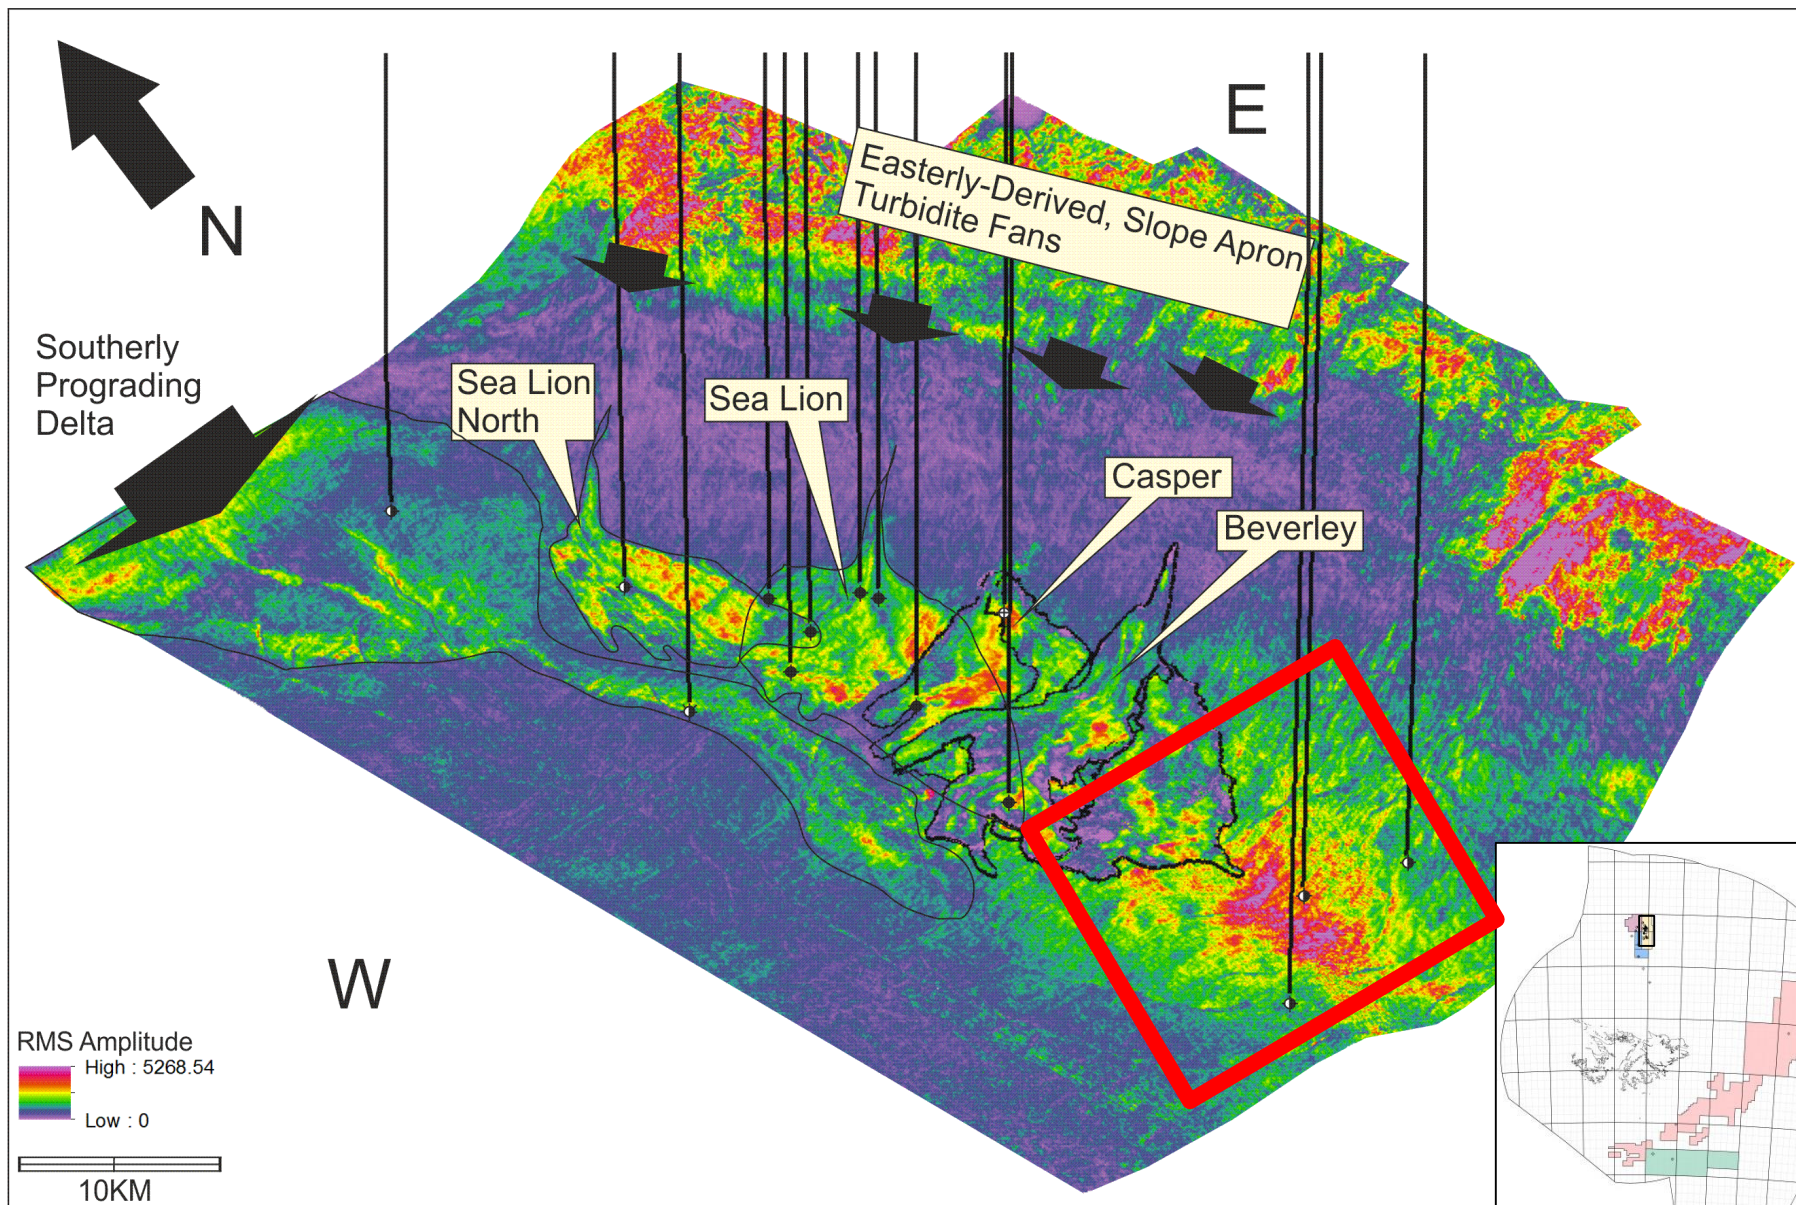 E
Easterly-Derived, Slope Apron
Turbidite Fans
N
Southerly
Prograding
Delta
Sea Lion
North
Sea Lion
Casper
Beverley
W
RMS Amplitude
High : 5268.54
Low : 0
10KM